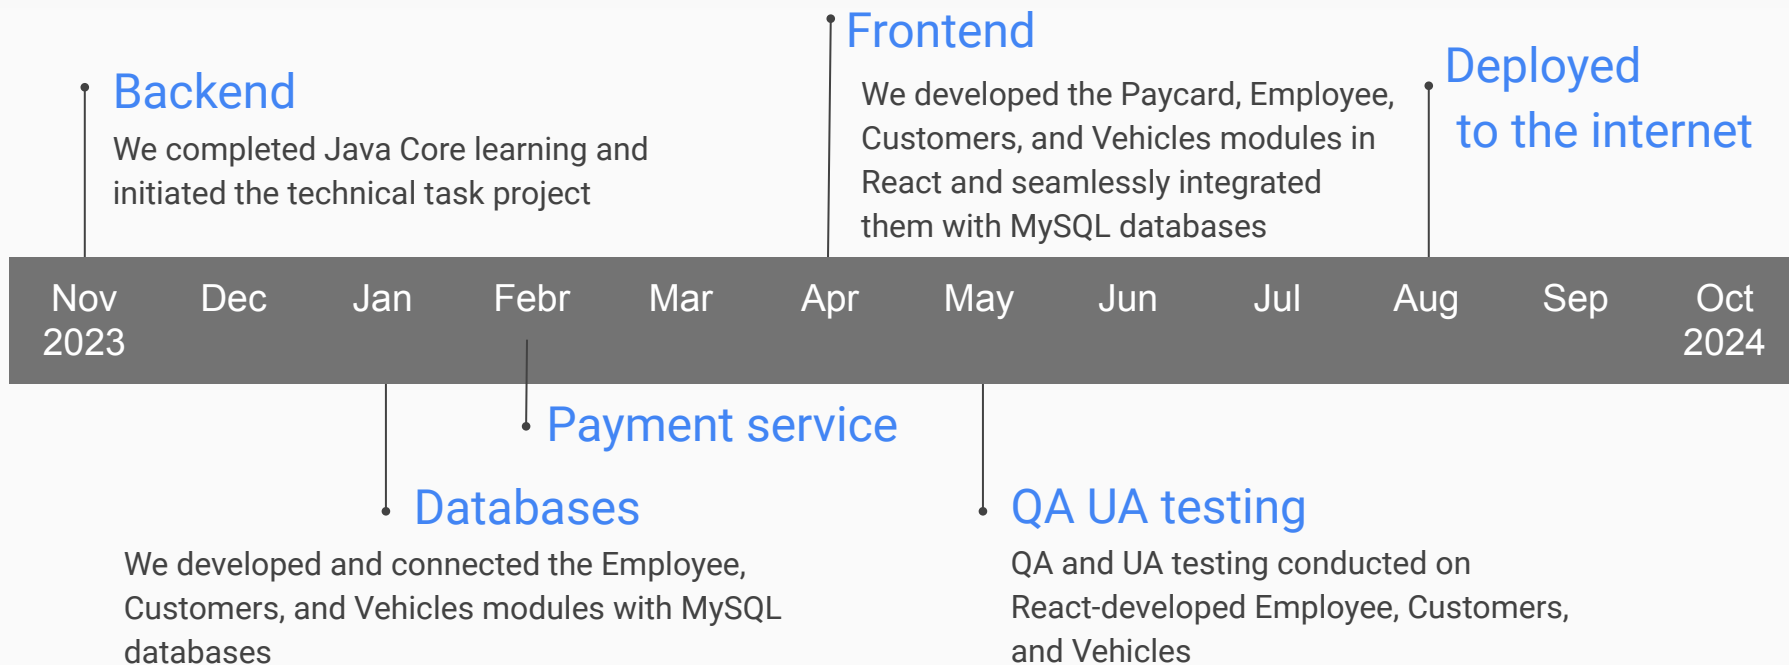 Frontend
We developed the Paycard, Employee,
Customers, and Vehicles modules in
React and seamlessly integrated
them with MySQL databases
Backend
We completed Java Core learning and
initiated the technical task project
Deployed
to the internet
Nov Dec Jan Febr Mar Apr May Jun Jul Aug Sep Oct
2023 2024
Payment service
Databases
We developed and connected the Employee,
Customers, and Vehicles modules with MySQL
databases
QA UA testing
QA and UA testing conducted on
React-developed Employee, Customers,
and Vehicles